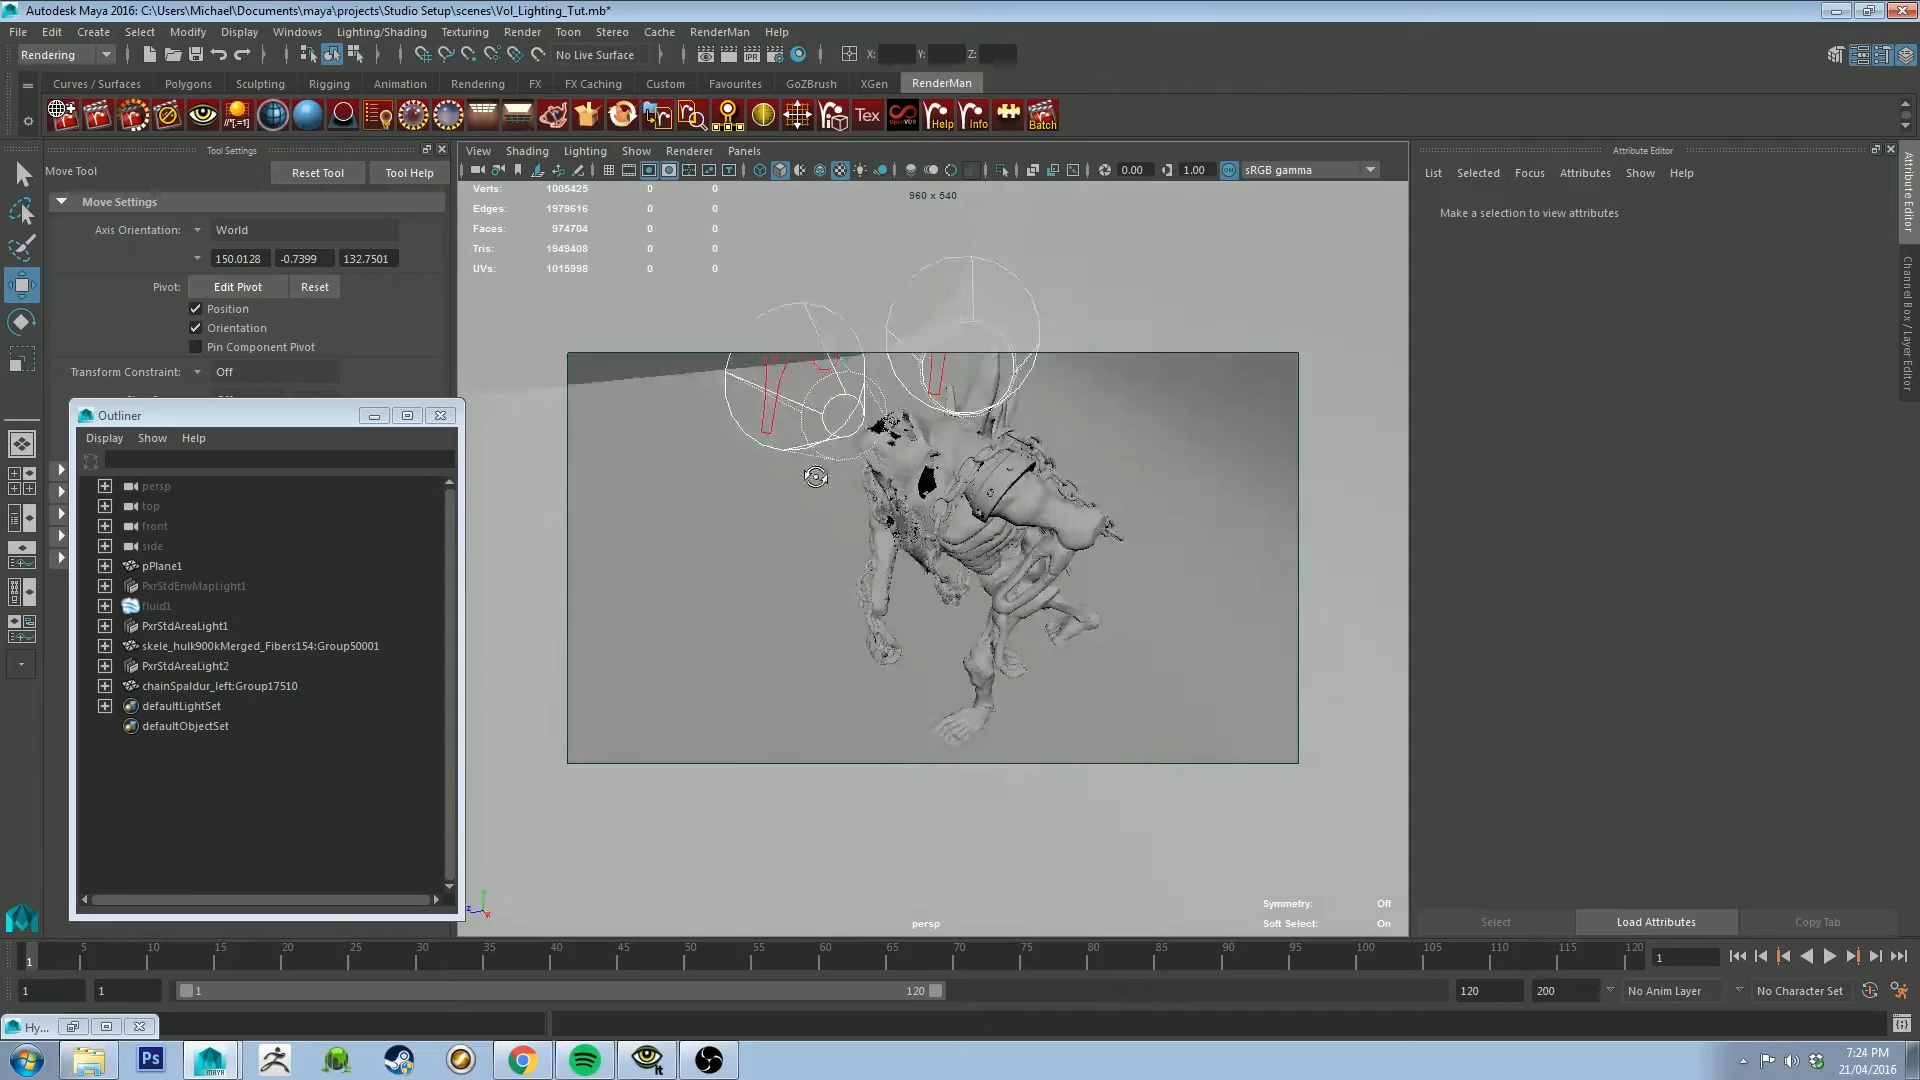 Autodesk Maya 2016: C:\Users\Michael\Documents\maya\projects\Studio Setup\scenes\Vol_Lighting_Tut.mb*
File Edit Create Select Modify Display Windows Lighting/Shading Texturing Render Toon Stereo Cache RenderMan Help
Rendering No Live Surface X: Y: Z:
Curves / Surfaces Polygons Sculpting Rigging Animation Rendering FX FX Caching Custom Favourites GoZBrush XGen RenderMan
Tex Help Info Batch
Tool Settings
Move Tool Reset Tool Tool Help
Move Settings
Axis Orientation: World
150.0128 -0.7399 132.7501
Pivot: Edit Pivot Reset
Position
Orientation
Pin Component Pivot
Transform Constraint: Off
Outliner
Display Show Help
persp
top
front
side
pPlane1
PxrStdEnvMapLight1
fluid1
PxrStdAreaLight1
skele_hulk900kMerged_Fibers154:Group50001
PxrStdAreaLight2
chainSpaldur_left:Group17510
defaultLightSet
defaultObjectSet
View Shading Lighting Show Renderer Panels
0.00 1.00 sRGB gamma
Verts: 1005425 0 0
Edges: 1979616 0 0
Faces: 974704 0 0
Tris: 1949408 0 0
UVs: 1015998 0 0
960 x 540
z x
persp
Symmetry: Off
Soft Select: On
Attribute Editor
List Selected Focus Attributes Show Help
Make a selection to view attributes
Select Load Attributes Copy Tab
Attribute Editor
Channel Box / Layer Editor
1 5 10 15 20 25 30 35 40 45 50 55 60 65 70 75 80 85 90 95 100 105 110 115 120 1
1 1 1 120 120 200 No Anim Layer No Character Set
Hy...
Ps MAYA it
7:24 PM
21/04/2016